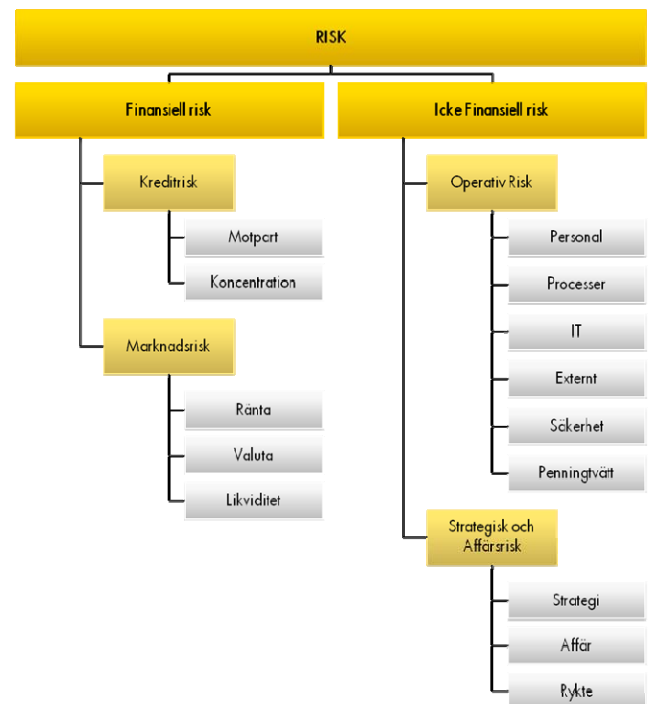 RISK
Finansiell risk
Icke Finansiell risk
Kreditrisk
Motpart
Koncentration
Marknadsrisk
Ränta
Valuta
Likviditet
Operativ Risk
Personal
Processer
IT
Externt
Säkerhet
Penningtvätt
Strategisk och
Affärsrisk
Strategi
Affär
Rykte